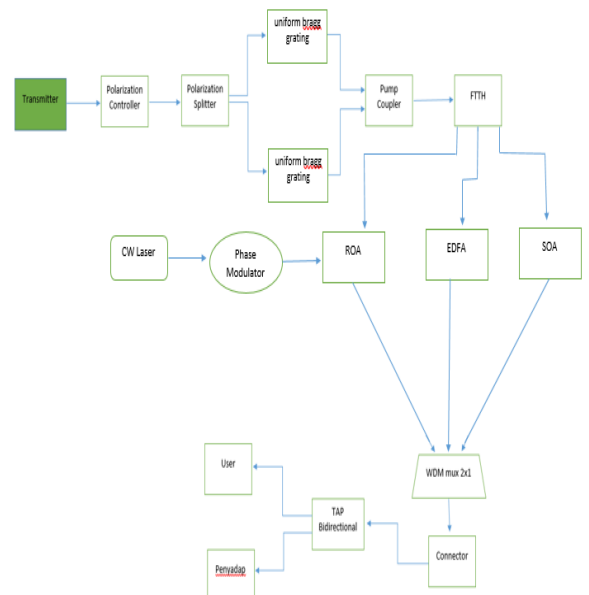 uniform bragg
grating
Transmitter
Polarization
Controller
Polarization
Splitter
Pump
Coupler
FTTH
uniform bragg
grating
CW Laser
Phase
Modulator
ROA
EDFA
SOA
User
WDM mux 2x1
TAP
Bidirectional
Connector
Penyadap